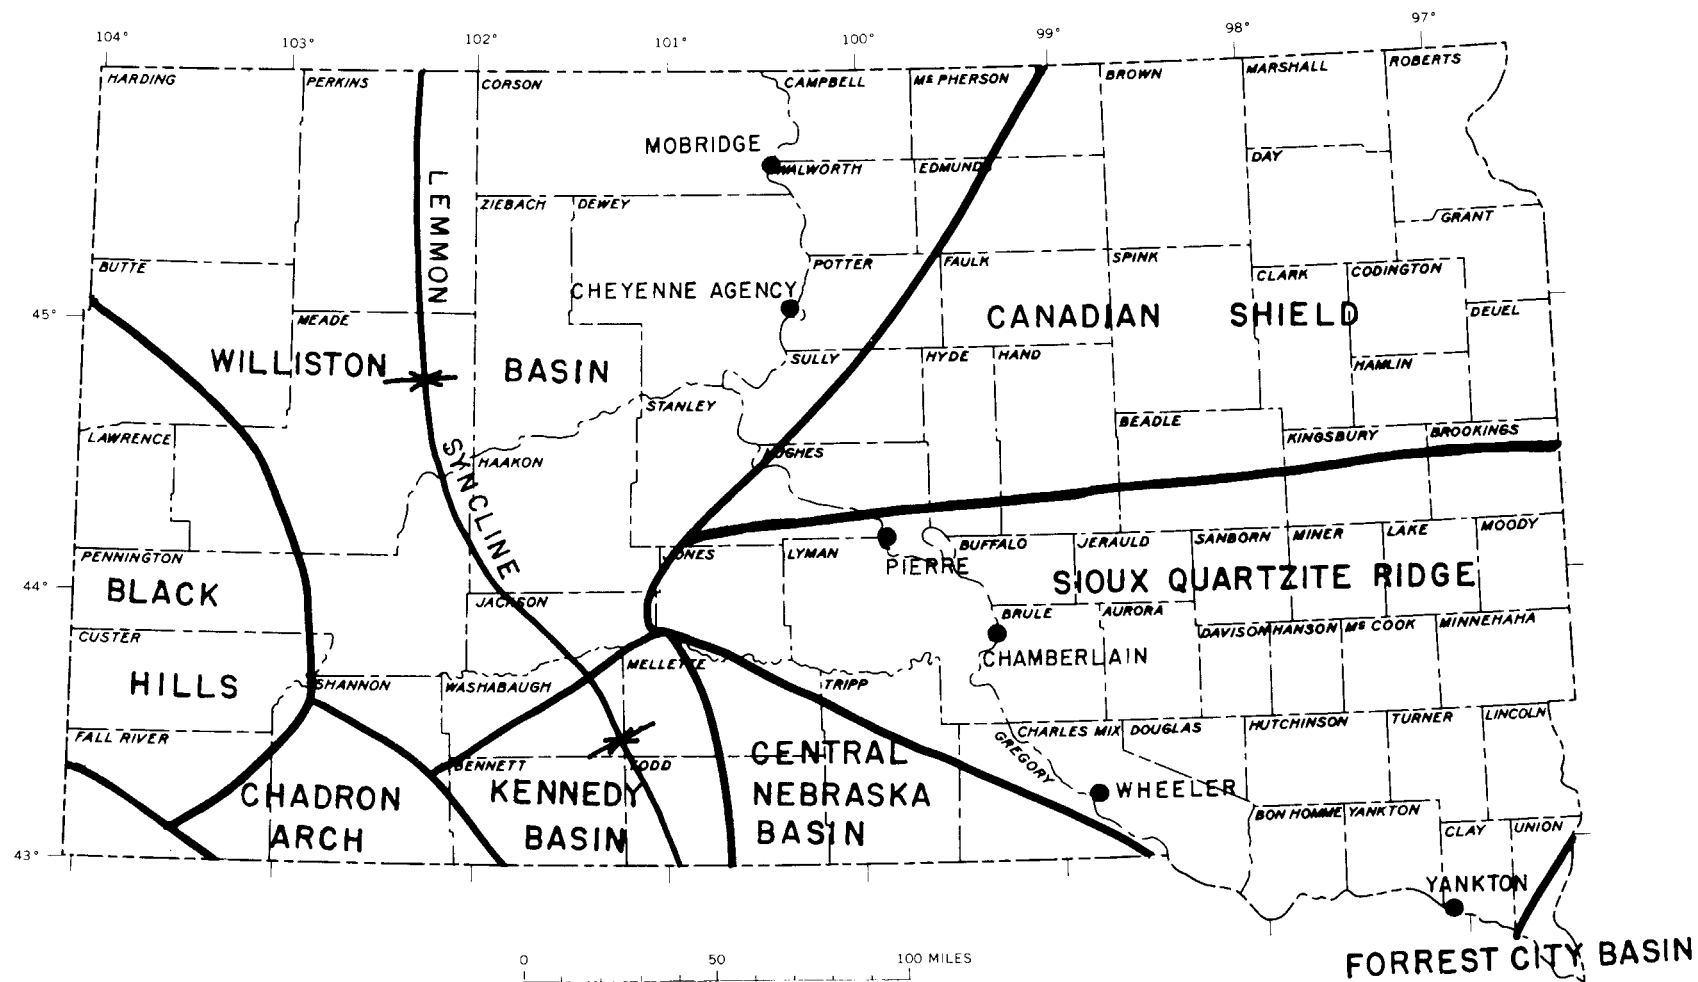 104° 103° 102° 101° 100° 99° 98° 97°
HARDING PERKINS CORSON CAMPBELL Mc PHERSON BROWN MARSHALL ROBERTS
MOBRIDGE
WALWORTH EDMUNDS DAY
LEMMON
ZIEBACH DEWEY GRANT
BUTTE POTTER FAULK SPINK CLARK CODINGTON
CHEYENNE AGENCY
45° MEADE CANADIAN SHIELD DEUEL
WILLISTON BASIN SULLY HYDE HAND HAMLIN
STANLEY BEADLE
LAWRENCE KINGSBURY BROOKINGS
SYNCLINE
HAAKON HUGHES
PENNINGTON JONES LYMAN BUFFALO JERAULD SANBORN MINER LAKE MOODY
PIERRE
44° BLACK SIOUX QUARTZITE RIDGE
JACKSON BRULE AURORA
CUSTER DAVISON HANSON Mc COOK MINNEHAHA
CHAMBERLAIN
HILLS SHANNON WASHABAUGH MELLETTE TRIPP
FALL RIVER CHARLES MIX DOUGLAS HUTCHINSON TURNER LINCOLN
GREGORY
BENNETT TODD
CENTRAL
NEBRASKA
BASIN
CHADRON
ARCH
KENNEDY
BASIN
WHEELER
BON HOMME YANKTON CLAY UNION
43°
YANKTON
FORREST CITY BASIN
0 50 100 MILES